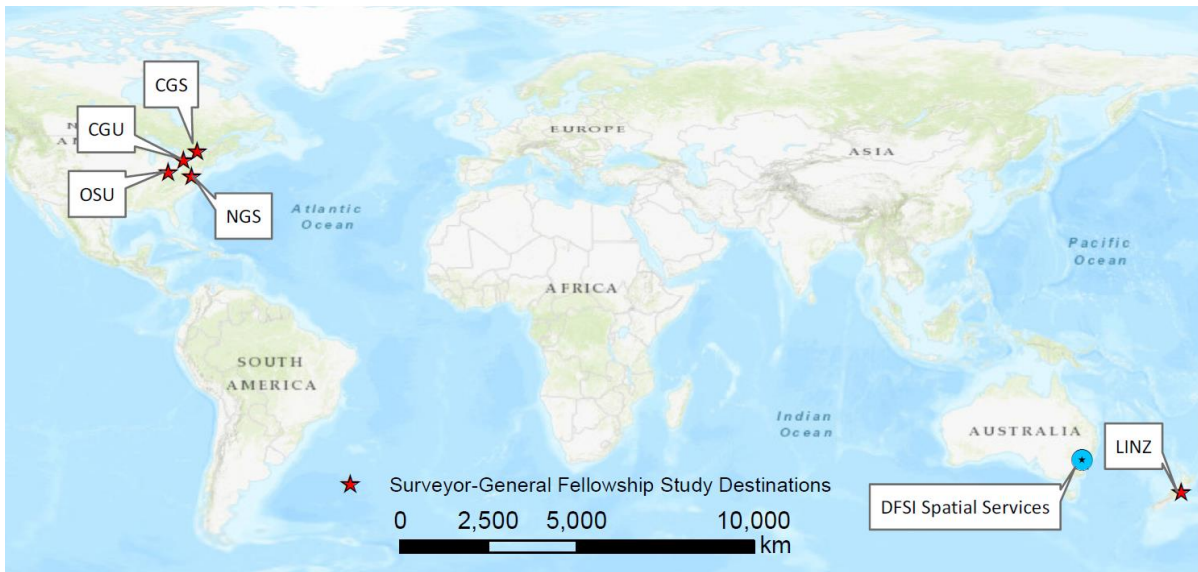 CGS
CGU
N
A
OSU
NGS
Atlantic
Ocean
EUROPE
ASIA
Pacific
Ocean
AFRICA
SOUTH
AMERICA
Indian
Ocean
AUSTRALIA
LINZ
DFSI Spatial Services
Surveyor-General Fellowship Study Destinations
0 2,500 5,000 10,000
km